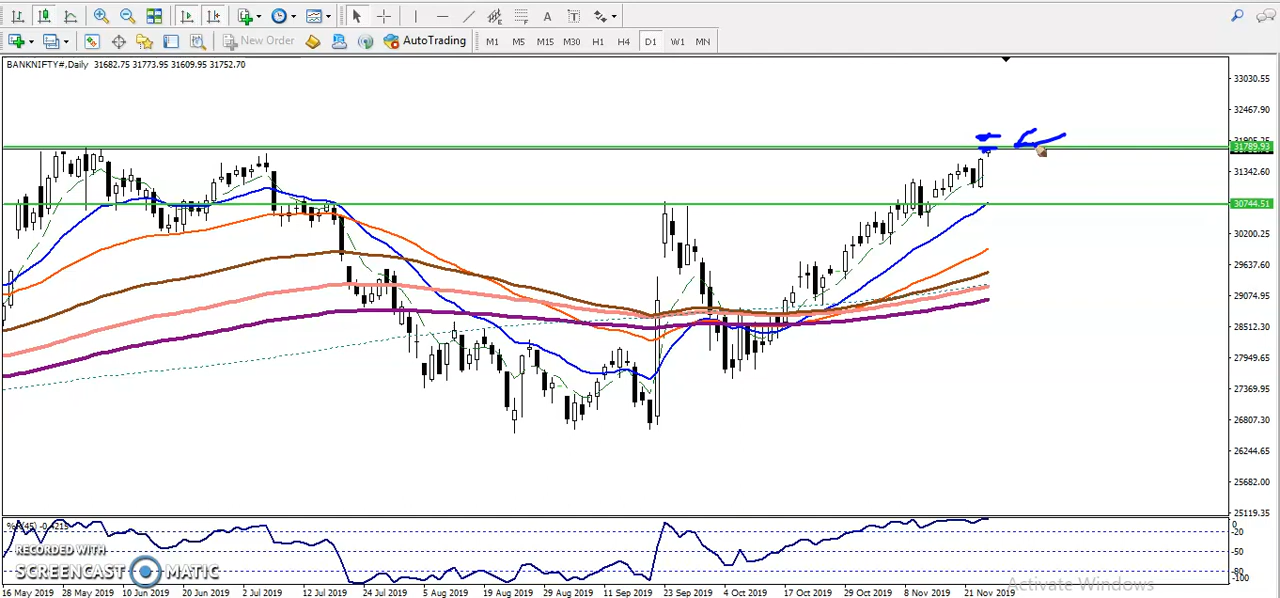 New Order
AutoTrading
M1 M5 M15 M30 H1 H4 D1 W1 MN
BANKNIFTY#,Daily 31682.75 31773.95 31609.95 31752.70
33030.55
32467.90
31789.93
31342.60
30744.51
30200.25
29637.60
29074.95
28512.30
27949.65
27369.95
26807.30
26244.65
25682.00
25119.35
0
-20
-50
-80
-100
RECORDED WITH
SCREENCAST MATIC
Activate Windows
16 May 2019 28 May 2019 10 Jun 2019 20 Jun 2019 2 Jul 2019 12 Jul 2019 24 Jul 2019 5 Aug 2019 19 Aug 2019 29 Aug 2019 11 Sep 2019 23 Sep 2019 4 Oct 2019 17 Oct 2019 29 Oct 2019 8 Nov 2019 21 Nov 2019